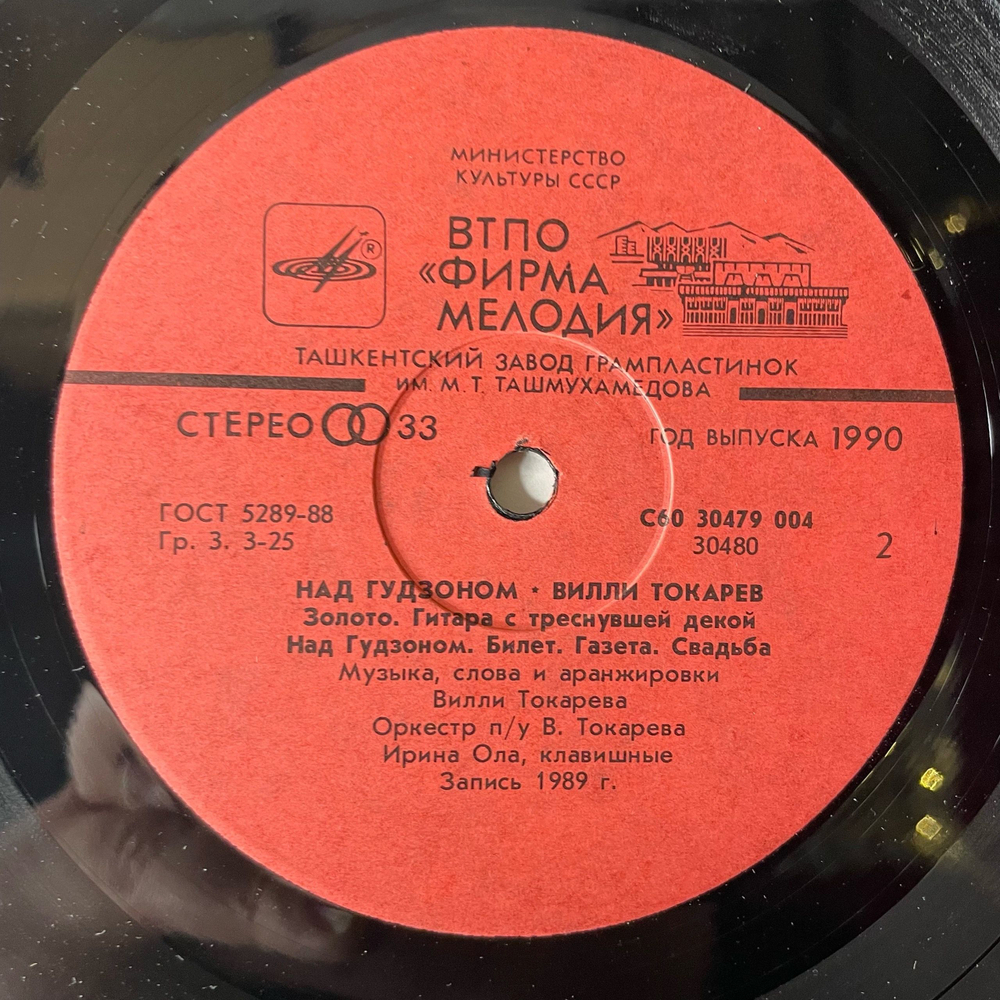 МИНИСТЕРСТВО
КУЛЬТУРЫ СССР
ВТПО
«ФИРМА
МЕЛОДИЯ»
®
ТАШКЕНТСКИЙ ЗАВОД ГРАМПЛАСТИНОК
ИМ. М. Т. ТАШМУХАМЕДОВА
СТЕРЕО 33
ГОД ВЫПУСКА 1990
ГОСТ 5289-88
Гр. 3. 3-25
С60 30479 004
30480
2
НАД ГУДЗОНОМ · ВИЛЛИ ТОКАРЕВ
Золото. Гитара с треснувшей декой
Над Гудзоном. Билет. Газета. Свадьба
Музыка, слова и аранжировки
Вилли Токарева
Оркестр п/у В. Токарева
Ирина Ола, клавишные
Запись 1989 г.